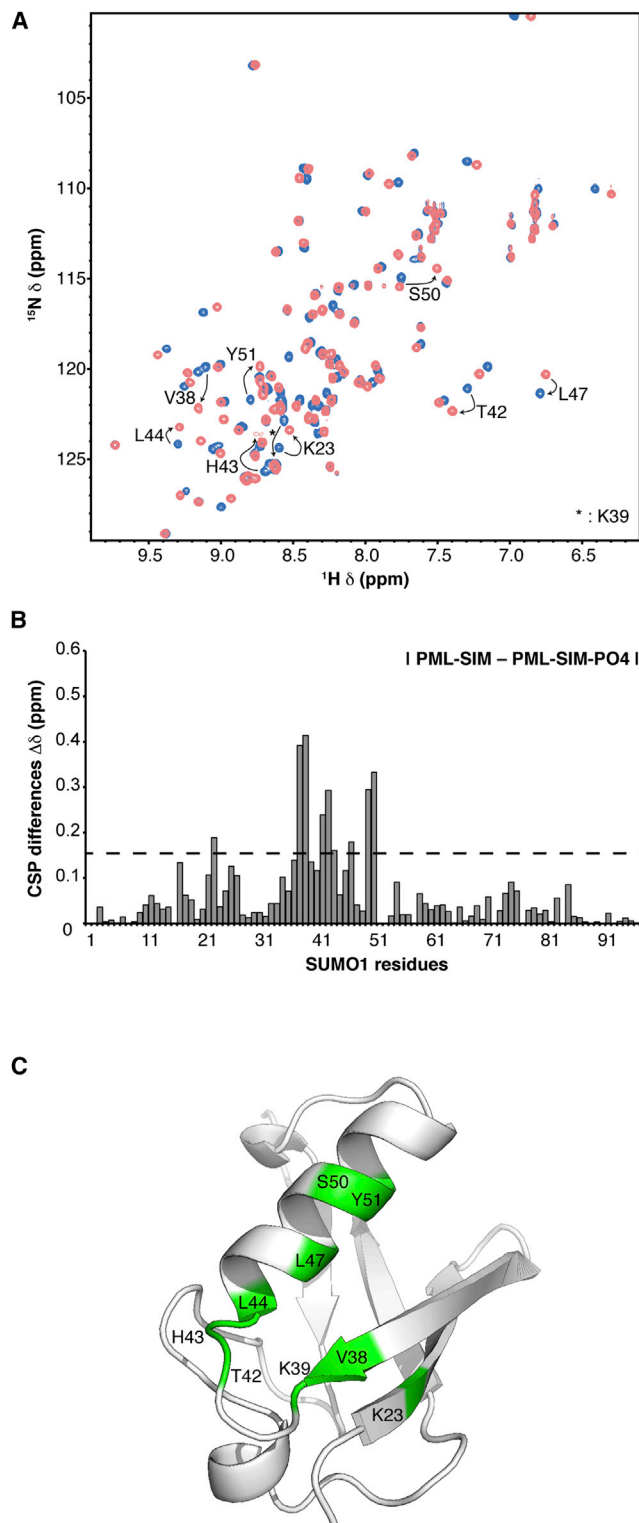 A
105
110
115
120
125
¹⁵N δ (ppm)
S50
Y51
V38
L47
T42
L44
*
K23
H43
* : K39
9.5 9.0 8.5 8.0 7.5 7.0 6.5
¹H δ (ppm)
B
0.6
0.5
0.4
0.3
0.2
0.1
0
CSP differences Δδ (ppm)
I PML-SIM – PML-SIM-PO4 I
1 11 21 31 41 51 61 71 81 91
SUMO1 residues
C
S50
Y51
L47
L44
H43
K39
V38
T42
K23